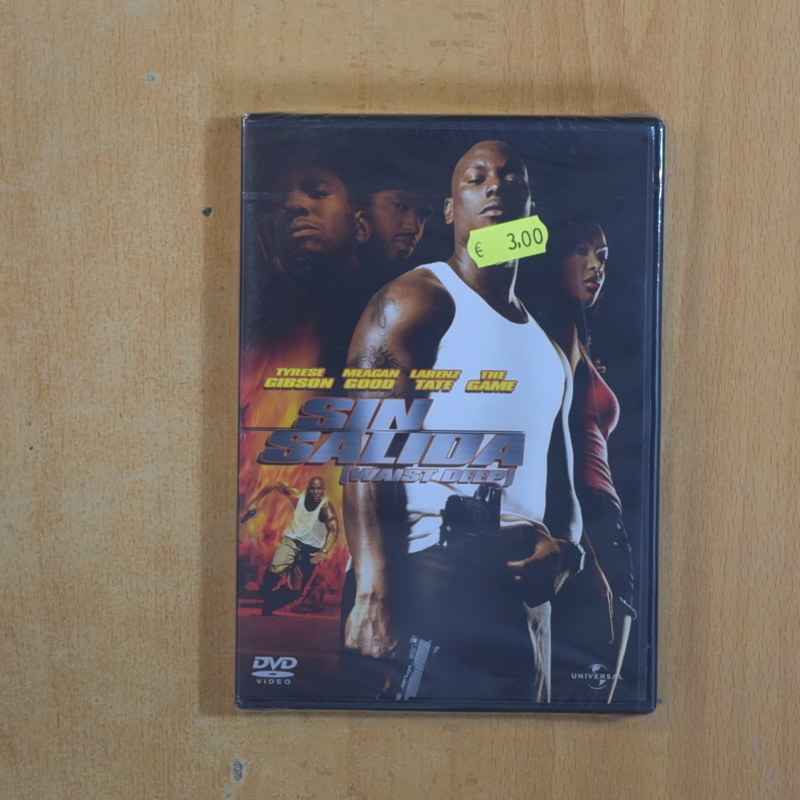 € 3,00
TYRESE MEAGAN LARENZ THE
GIBSON GOOD TATE GAME
SIN
SALIDA
[WAIST DEEP]
DVD
VIDEO
UNIVERSAL